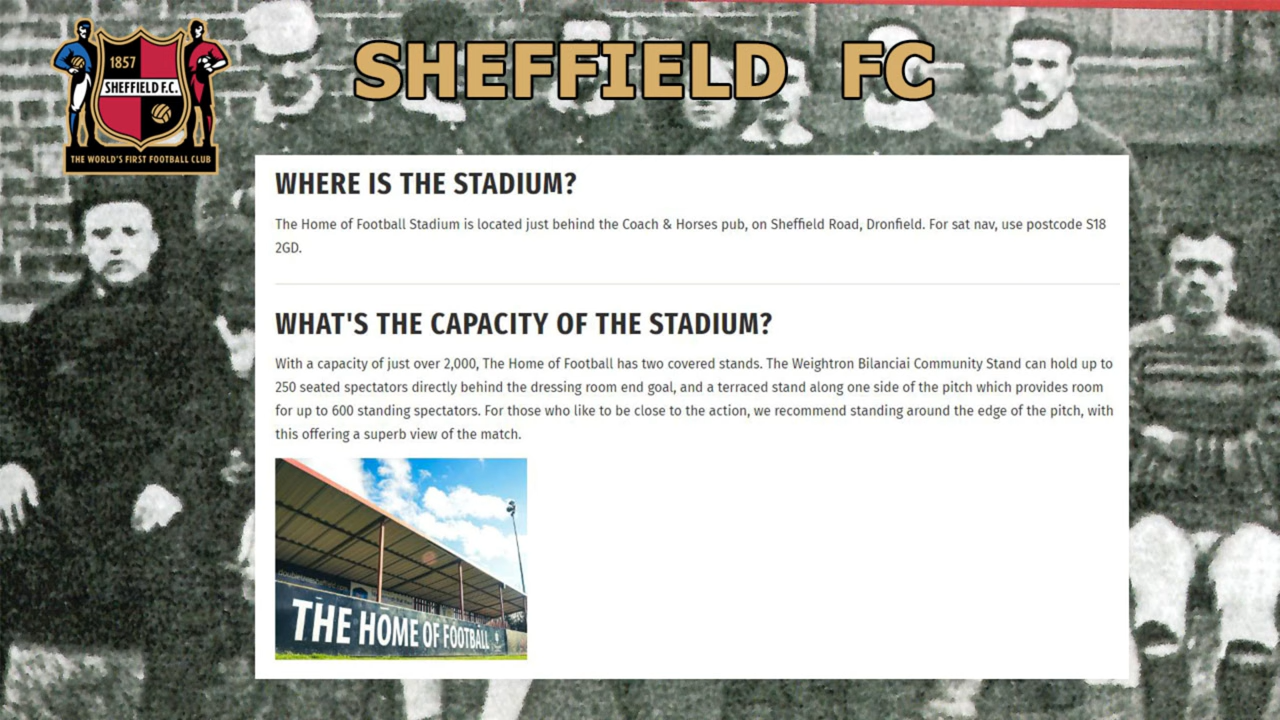 1857
SHEFFIELD F.C.
THE WORLD'S FIRST FOOTBALL CLUB
SHEFFIELD FC
WHERE IS THE STADIUM?
The Home of Football Stadium is located just behind the Coach & Horses pub, on Sheffield Road, Dronfield. For sat nav, use postcode S18
2GD.
WHAT'S THE CAPACITY OF THE STADIUM?
With a capacity of just over 2,000, The Home of Football has two covered stands. The Weightron Bilanciai Community Stand can hold up to
250 seated spectators directly behind the dressing room end goal, and a terraced stand along one side of the pitch which provides room
for up to 600 standing spectators. For those who like to be close to the action, we recommend standing around the edge of the pitch, with
this offering a superb view of the match.
THE HOME OF FOOTBALL